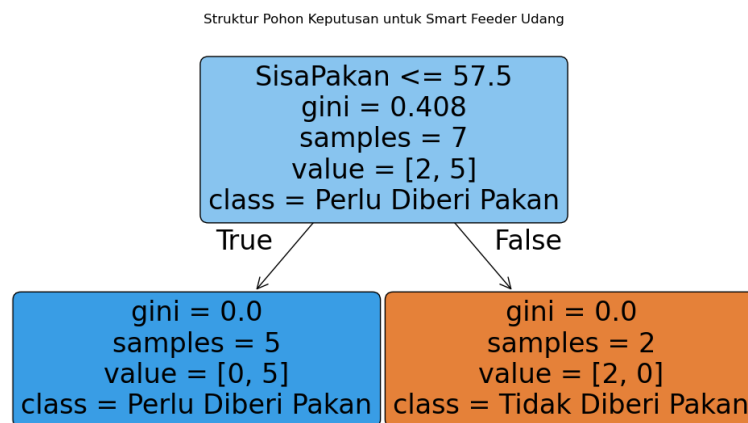 Struktur Pohon Keputusan untuk Smart Feeder Udang
SisaPakan <= 57.5
gini = 0.408
samples = 7
value = [2, 5]
class = Perlu Diberi Pakan
True
False
gini = 0.0
samples = 5
value = [0, 5]
class = Perlu Diberi Pakan
gini = 0.0
samples = 2
value = [2, 0]
class = Tidak Diberi Pakan